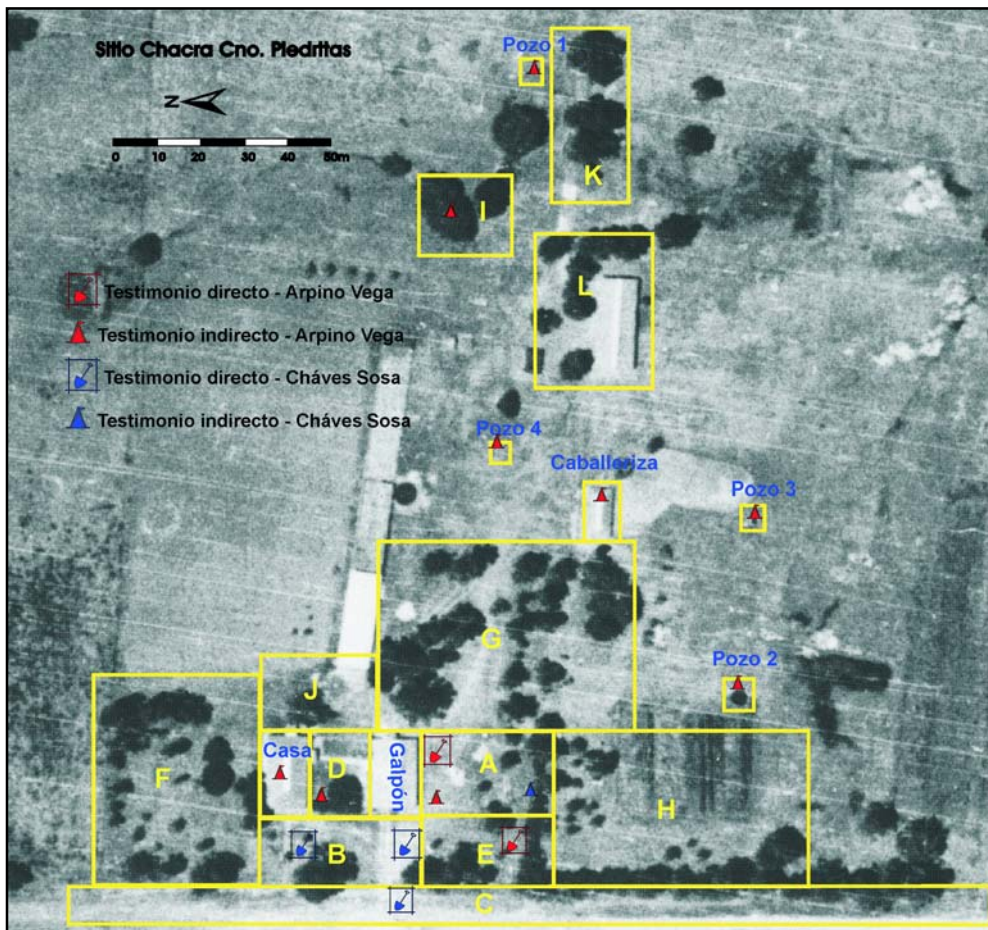 Sitio Chacra Cno. Piedritas
Pozo 1
N
0 10 20 30 40 50m
K
I
L
Testimonio directo - Arpino Vega
Testimonio indirecto - Arpino Vega
Testimonio directo - Cháves Sosa
Testimonio indirecto - Cháves Sosa
Pozo 4
Caballeriza
Pozo 3
G
Pozo 2
J
Casa
D
Galpón
A
F
H
B
E
C